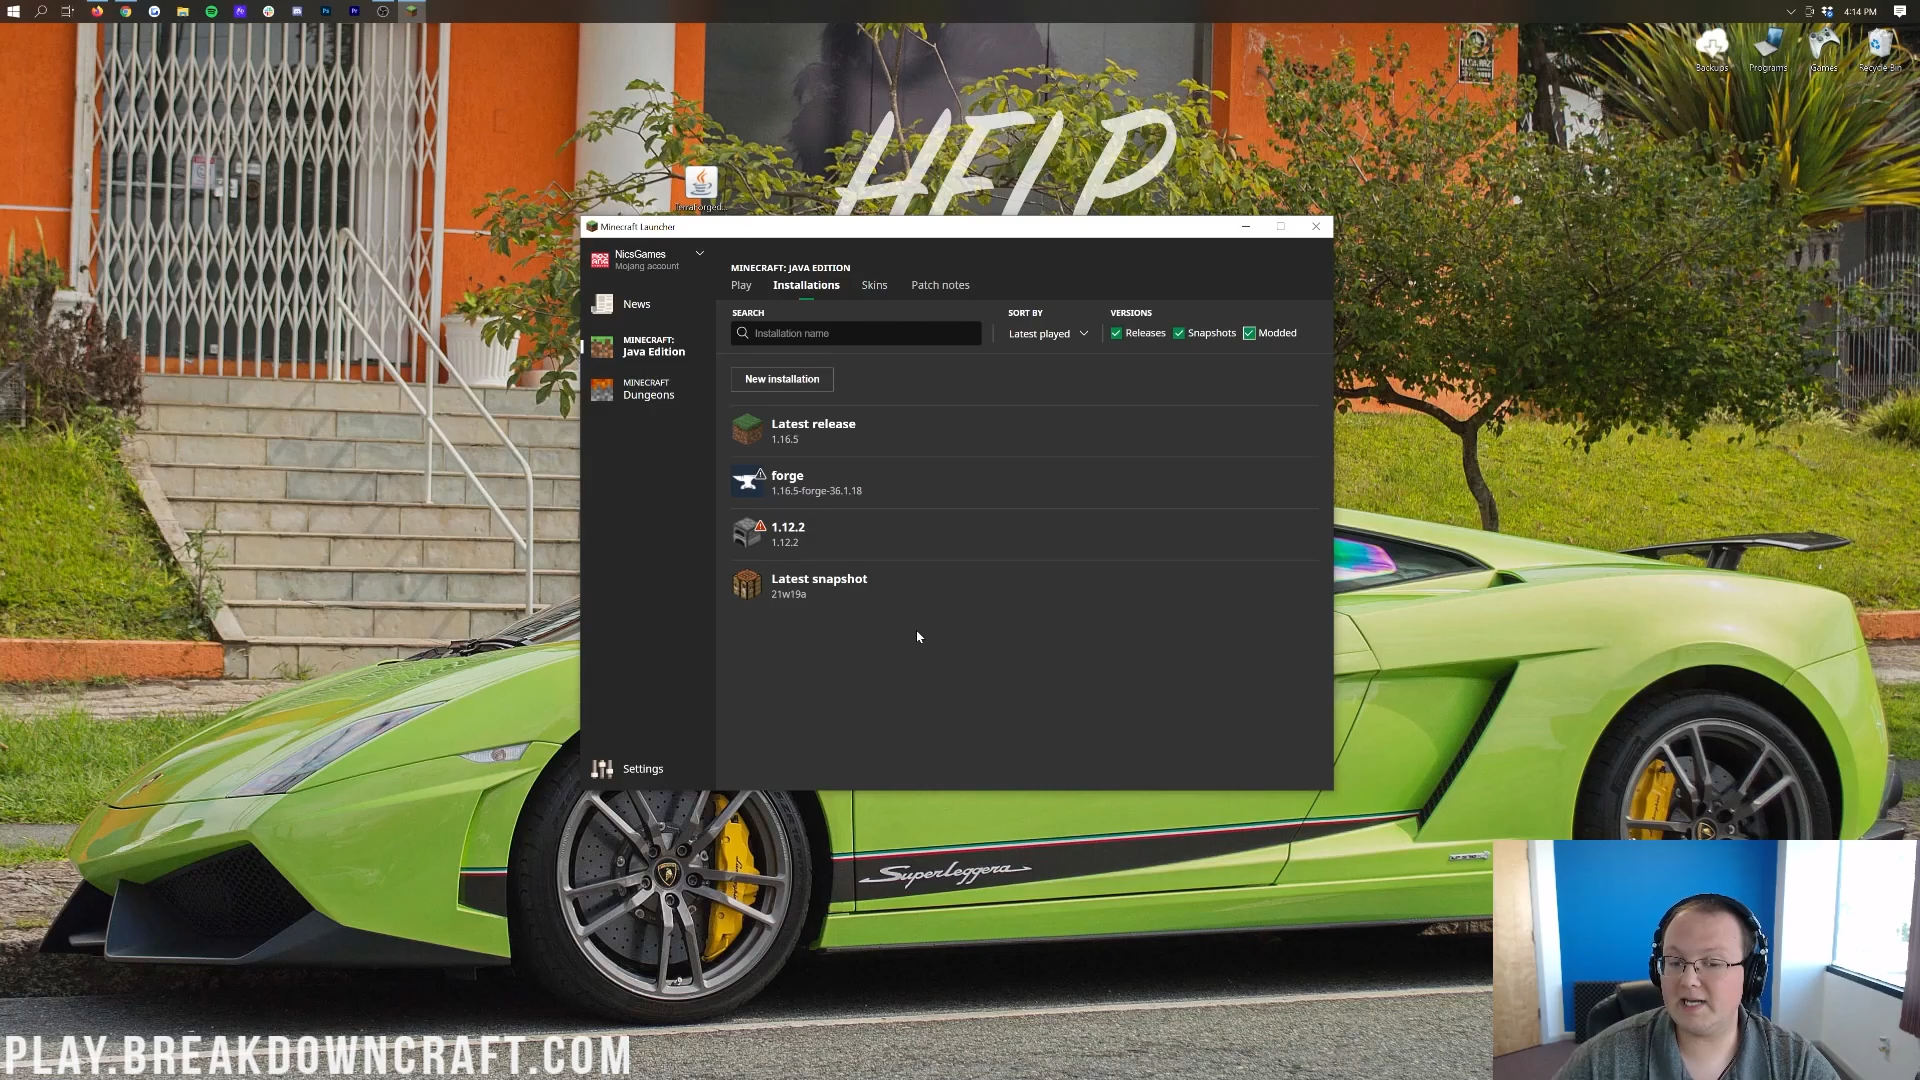 4:14 PM
Backups
Programs
Games
Recycle Bin
HELP
TerraForged...
Minecraft Launcher
NicsGames
Mojang account
News
MINECRAFT:
Java Edition
MINECRAFT
Dungeons
Settings
MINECRAFT: JAVA EDITION
Play
Installations
Skins
Patch notes
SEARCH
SORT BY
VERSIONS
Installation name
Latest played
Releases
Snapshots
Modded
New installation
Latest release
1.16.5
forge
1.16.5-forge-36.1.18
1.12.2
1.12.2
Latest snapshot
21w19a
Superleggera
PLAY.BREAKDOWNCRAFT.COM